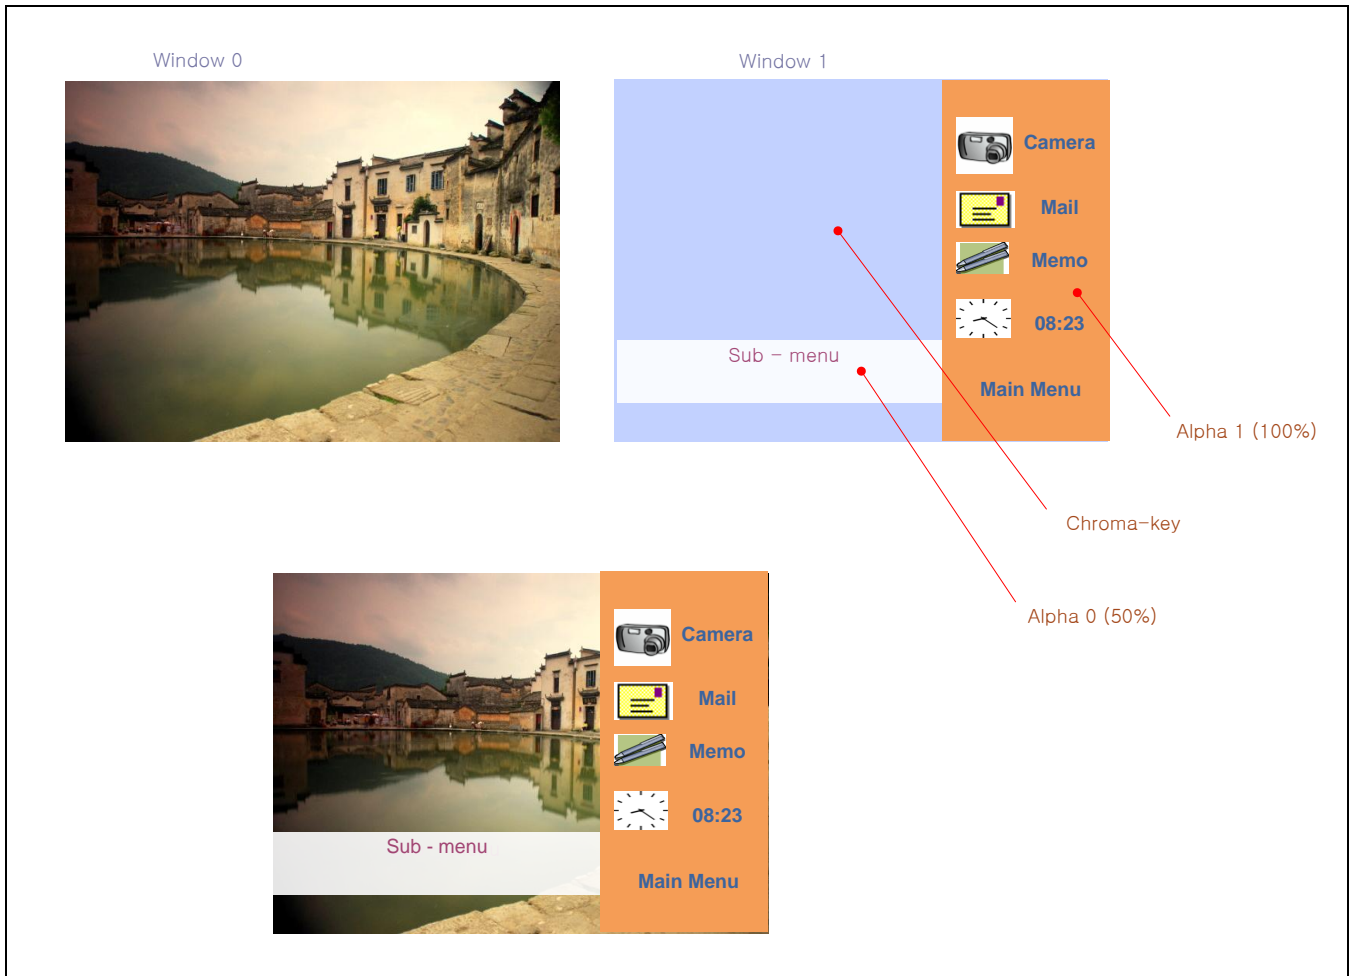 Window 0
Window 1
Camera
Mail
Memo
08:23
Sub - menu
Main Menu
Alpha 1 (100%)
Chroma-key
Alpha 0 (50%)
Camera
Mail
Memo
08:23
Sub - menu
Main Menu